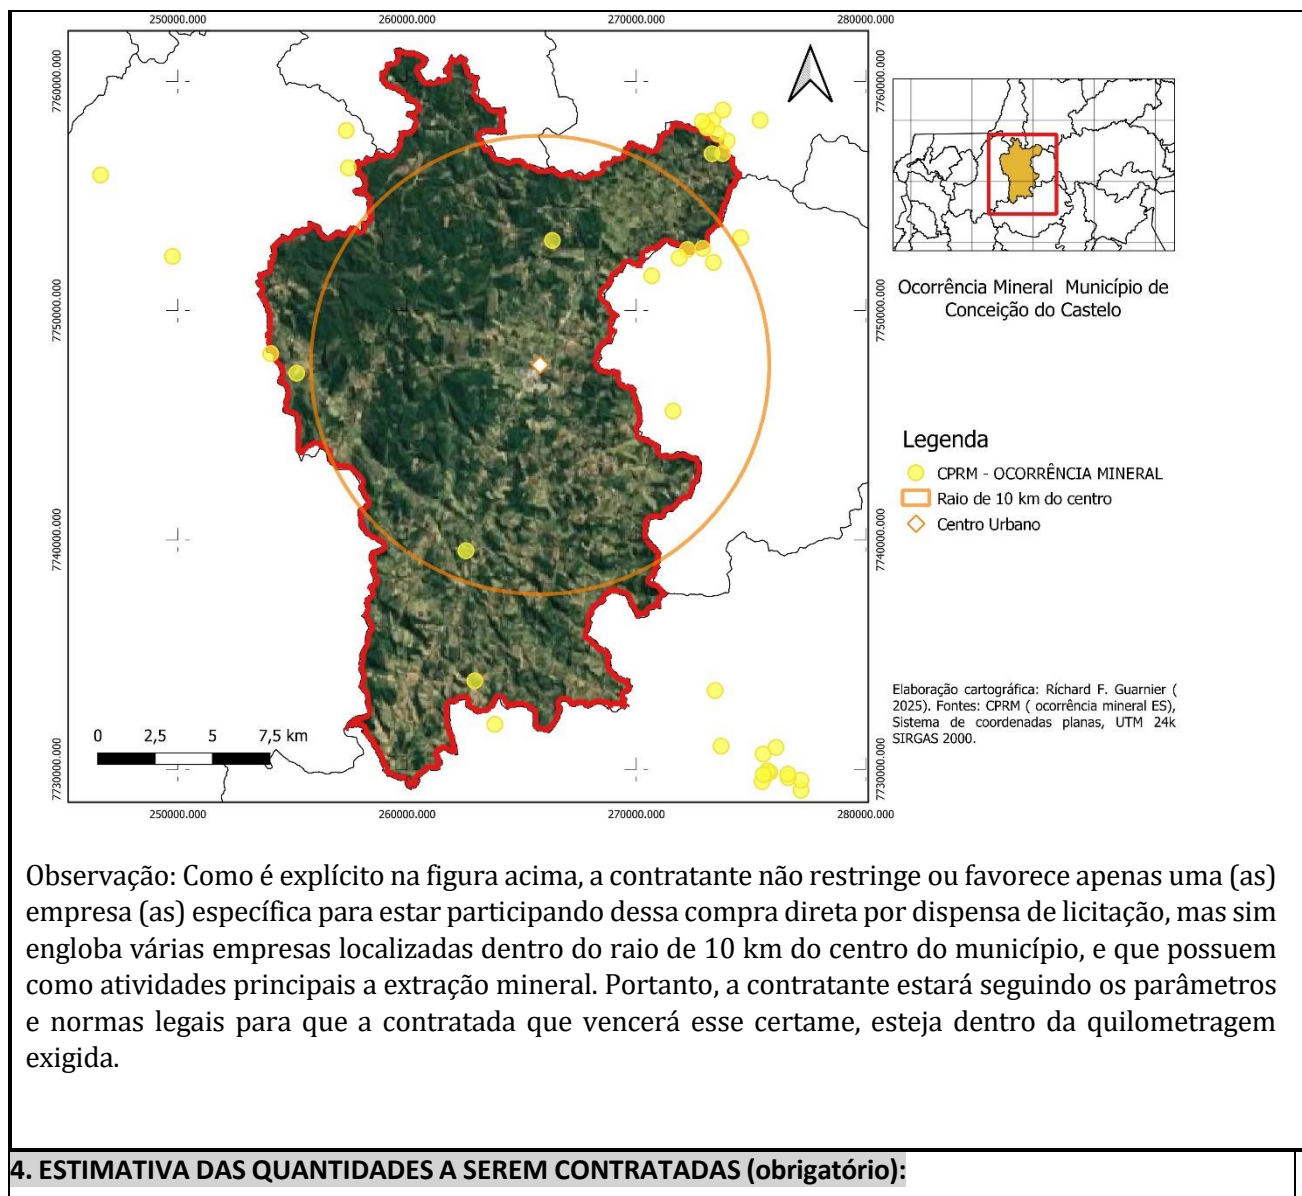 250000.000 260000.000 270000.000 280000.000
7760000.000 7760000.000
7750000.000 7750000.000
7740000.000 7740000.000
7730000.000 7730000.000
0 2,5 5 7,5 km
250000.000 260000.000 270000.000 280000.000
Ocorrência Mineral Município de
Conceição do Castelo
Legenda
CPRM - OCORRÊNCIA MINERAL
Raio de 10 km do centro
Centro Urbano
Elaboração cartográfica: Ríchard F. Guarnier (
2025). Fontes: CPRM ( ocorrência mineral ES),
Sistema de coordenadas planas, UTM 24k
SIRGAS 2000.
Observação: Como é explícito na figura acima, a contratante não restringe ou favorece apenas uma (as)
empresa (as) específica para estar participando dessa compra direta por dispensa de licitação, mas sim
engloba várias empresas localizadas dentro do raio de 10 km do centro do município, e que possuem
como atividades principais a extração mineral. Portanto, a contratante estará seguindo os parâmetros
e normas legais para que a contratada que vencerá esse certame, esteja dentro da quilometragem
exigida.
4. ESTIMATIVA DAS QUANTIDADES A SEREM CONTRATADAS (obrigatório):